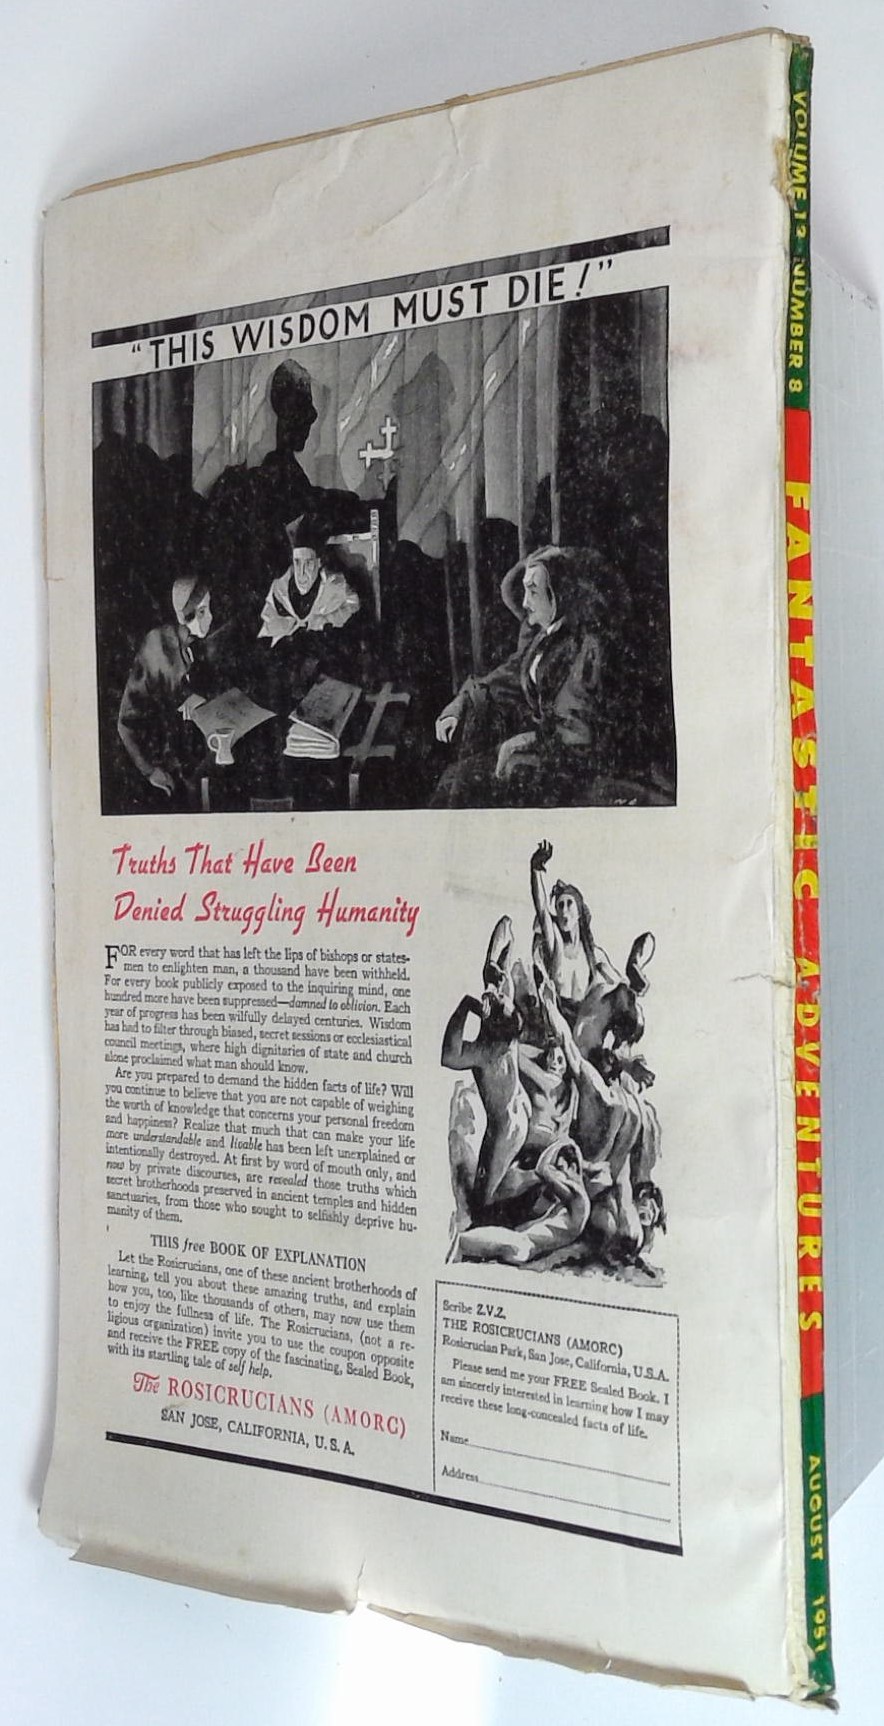 "THIS WISDOM MUST DIE!"
Truths That Have Been
Denied Struggling Humanity
FOR every word that has left the lips of bishops or states-
men to enlighten man, a thousand have been withheld.
For every book publicly exposed to the inquiring mind, one
hundred more have been suppressed—damned to oblivion. Each
year of progress has been wilfully delayed centuries. Wisdom
has had to filter through biased, secret sessions or ecclesiastical
council meetings, where high dignitaries of state and church
alone proclaimed what man should know.
Are you prepared to demand the hidden facts of life? Will
you continue to believe that you are not capable of weighing
the worth of knowledge that concerns your personal freedom
and happiness? Realize that much that can make your life
more understandable and livable has been left unexplained or
intentionally destroyed. At first by word of mouth only, and
now by private discourses, are revealed those truths which
secret brotherhoods preserved in ancient temples and hidden
sanctuaries, from those who sought to selfishly deprive hu-
manity of them.
THIS free BOOK OF EXPLANATION
Let the Rosicrucians, one of these ancient brotherhoods of
learning, tell you about these amazing truths, and explain
how you, too, like thousands of others, may now use them
to enjoy the fullness of life. The Rosicrucians, (not a re-
ligious organization) invite you to use the coupon opposite
and receive the FREE copy of the fascinating, Sealed Book,
with its startling tale of self help.
The ROSICRUCIANS (AMORC)
SAN JOSE, CALIFORNIA, U. S. A.
Scribe Z.V.Z.
THE ROSICRUCIANS (AMORC)
Rosicrucian Park, San Jose, California, U.S.A.
Please send me your FREE Sealed Book. I
am sincerely interested in learning how I may
receive these long-concealed facts of life.
Name
Address
VOLUME 13 NUMBER 8
FANTASTIC ADVENTURES
AUGUST 1951